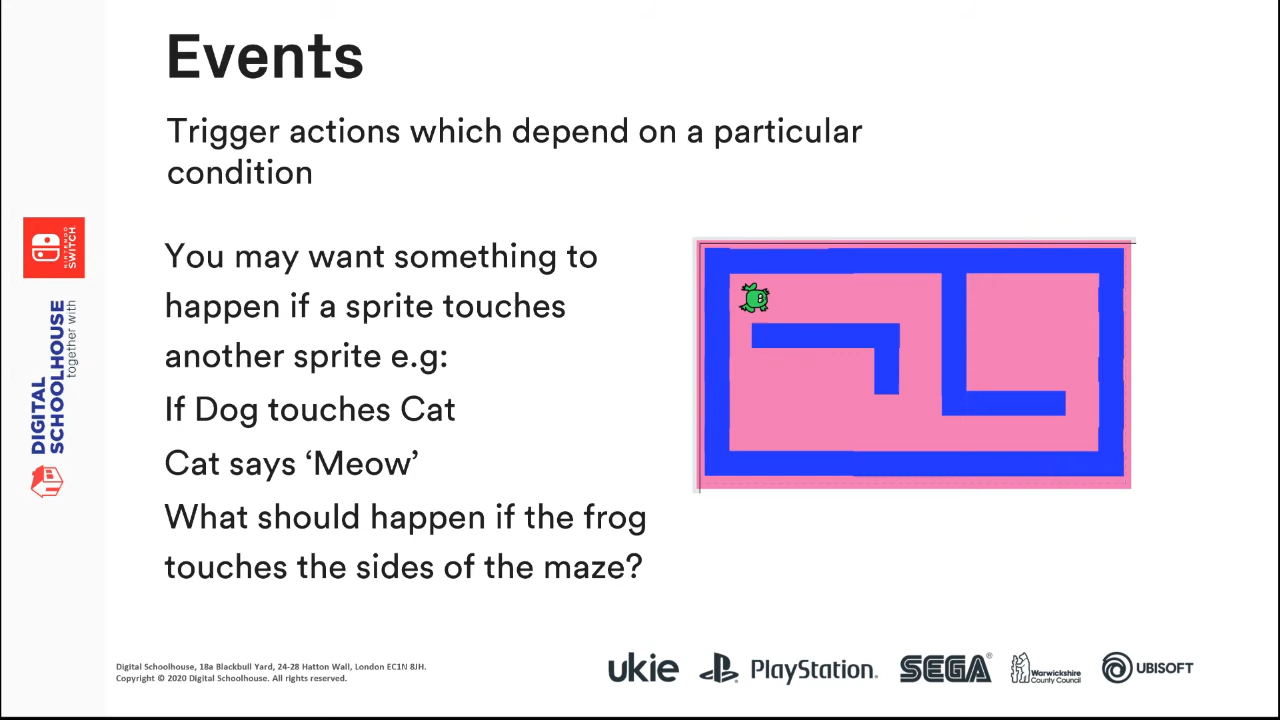 Events
Trigger actions which depend on a particular
condition
You may want something to
happen if a sprite touches
another sprite e.g:
If Dog touches Cat
Cat says ‘Meow’
What should happen if the frog
touches the sides of the maze?
NINTENDO
SWITCH
DIGITAL
SCHOOLHOUSE
together with
Digital Schoolhouse, 18a Blackbull Yard, 24-28 Hatton Wall, London EC1N 8JH.
Copyright © 2020 Digital Schoolhouse. All rights reserved.
ukie
PlayStation.
SEGA®
Warwickshire
County Council
UBISOFT